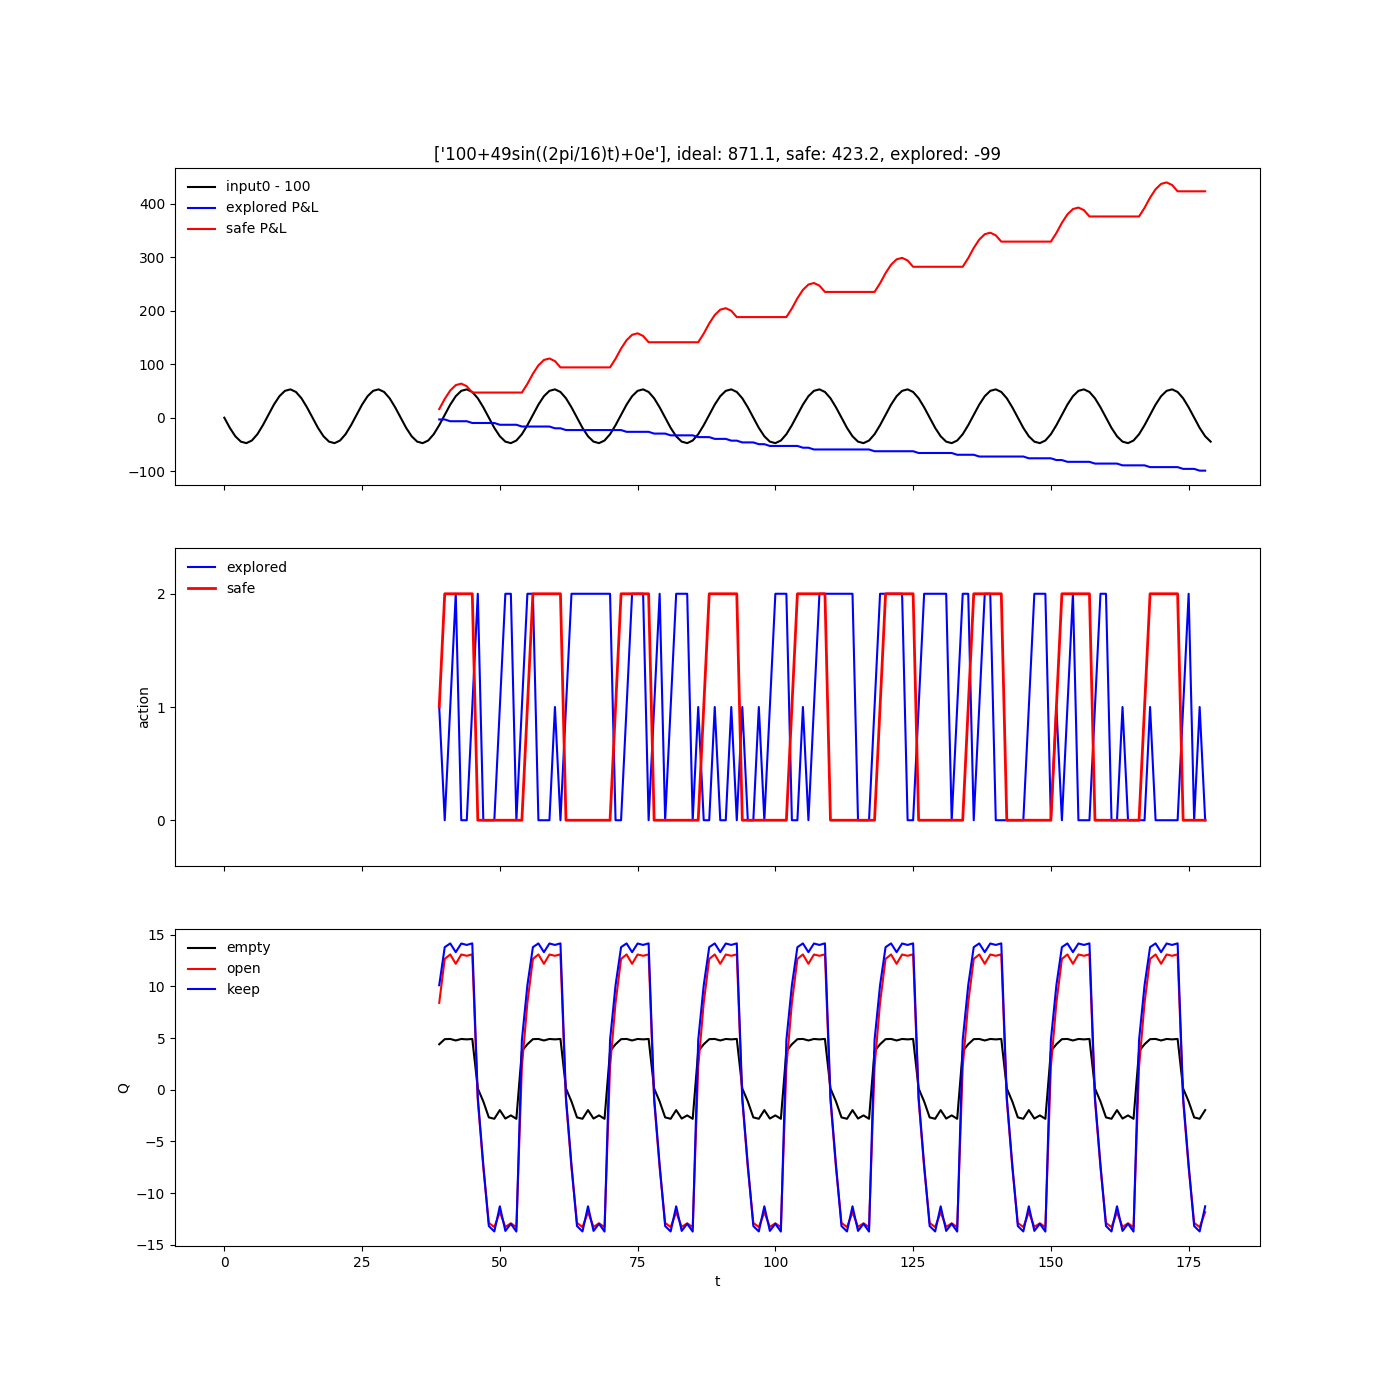 ['100+49sin((2pi/16)t)+0e'], ideal: 871.1, safe: 423.2, explored: -99
input0 - 100
explored P&L
safe P&L
400
300
200
100
0
−100
explored
safe
2
1
0
action
empty
open
keep
15
10
5
0
−5
−10
−15
Q
0 25 50 75 100 125 150 175
t